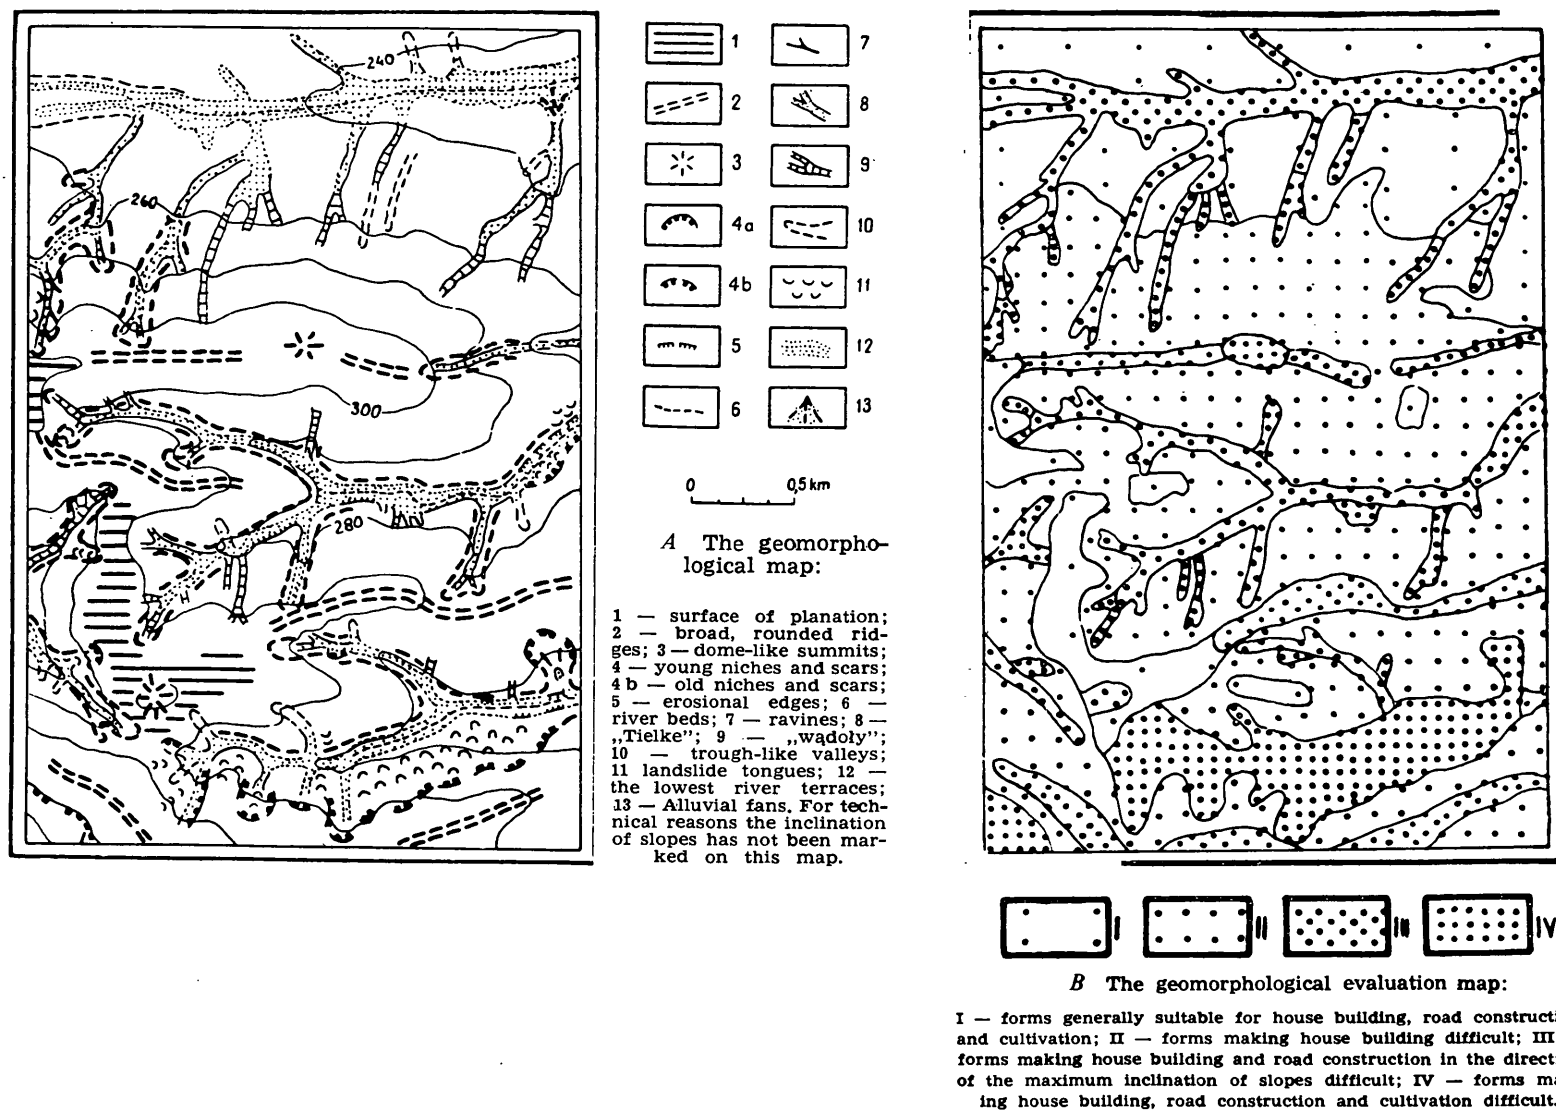 240
260
300
280
1
2
3
4a
4b
5
6
7
8
9
10
11
12
13
0 0,5 km
A The geomorpho-
logical map:
1 — surface of planation;
2 — broad, rounded rid-
ges; 3 — dome-like summits;
4 — young niches and scars;
4 b — old niches and scars;
5 — erosional edges; 6 —
river beds; 7 — ravines; 8 —
„Tielke”; 9 — „wądoły”;
10 — trough-like valleys;
11 landslide tongues; 12 —
the lowest river terraces;
13 — Alluvial fans. For tech-
nical reasons the inclination
of slopes has not been mar-
ked on this map.
I II III IV
B The geomorphological evaluation map:
I — forms generally suitable for house building, road constructi
and cultivation; II — forms making house building difficult; III
forms making house building and road construction in the direct
of the maximum inclination of slopes difficult; IV — forms ma
ing house building, road construction and cultivation difficult.